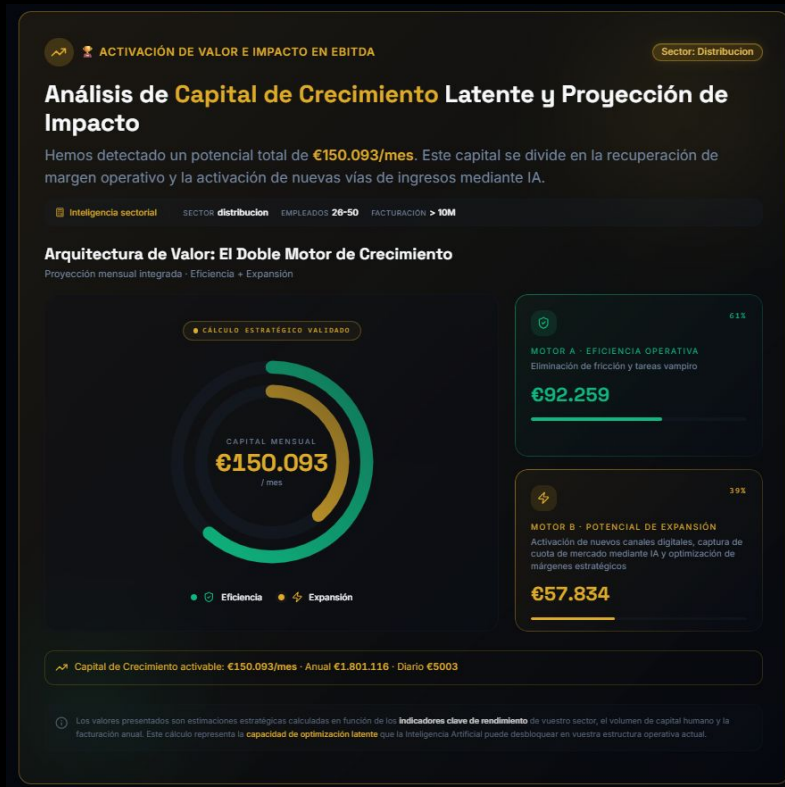 ACTIVACIÓN DE VALOR E IMPACTO EN EBITDA
Sector: Distribucion
Análisis de Capital de Crecimiento Latente y Proyección de
Impacto
Hemos detectado un potencial total de €150.093/mes. Este capital se divide en la recuperación de
margen operativo y la activación de nuevas vías de ingresos mediante IA.
Inteligencia sectorial SECTOR distribucion EMPLEADOS 26-50 FACTURACIÓN > 10M
Arquitectura de Valor: El Doble Motor de Crecimiento
Proyección mensual integrada · Eficiencia + Expansión
CÁLCULO ESTRATÉGICO VALIDADO
CAPITAL MENSUAL
€150.093
/ mes
Eficiencia Expansión
61%
MOTOR A · EFICIENCIA OPERATIVA
Eliminación de fricción y tareas vampiro
€92.259
39%
MOTOR B · POTENCIAL DE EXPANSIÓN
Activación de nuevos canales digitales, captura de
cuota de mercado mediante IA y optimización de
márgenes estratégicos
€57.834
Capital de Crecimiento activable: €150.093/mes · Anual €1.801.116 · Diario €5003
Los valores presentados son estimaciones estratégicas calculadas en función de los indicadores clave de rendimiento de vuestro sector, el volumen de capital humano y la
facturación anual. Este cálculo representa la capacidad de optimización latente que la Inteligencia Artificial puede desbloquear en vuestra estructura operativa actual.